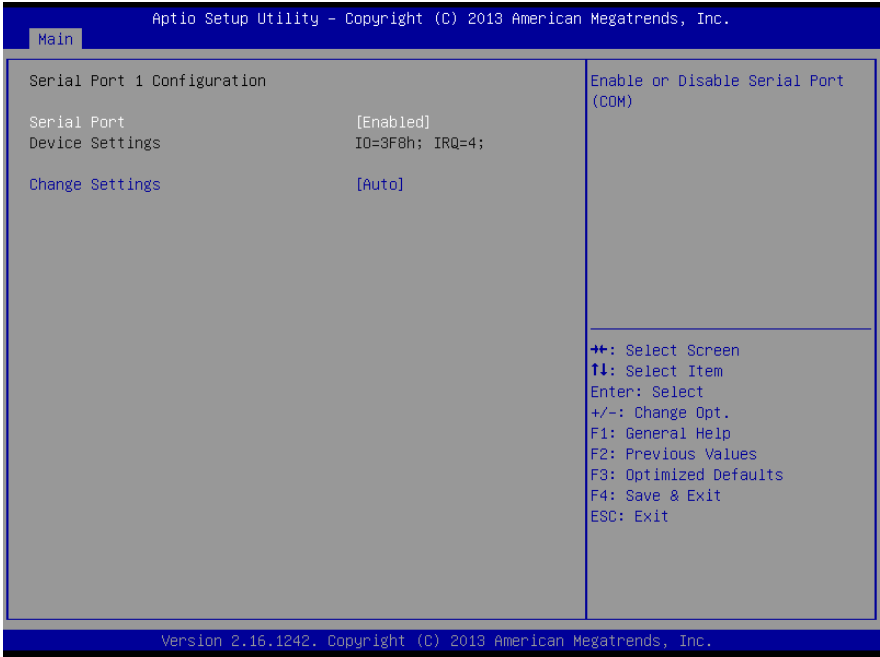 Aptio Setup Utility – Copyright (C) 2013 American Megatrends, Inc.
Main
Serial Port 1 Configuration
Serial Port [Enabled]
Device Settings IO=3F8h; IRQ=4;
Change Settings [Auto]
Enable or Disable Serial Port
(COM)
→←: Select Screen
↑↓: Select Item
Enter: Select
+/-: Change Opt.
F1: General Help
F2: Previous Values
F3: Optimized Defaults
F4: Save & Exit
ESC: Exit
Version 2.16.1242. Copyright (C) 2013 American Megatrends, Inc.